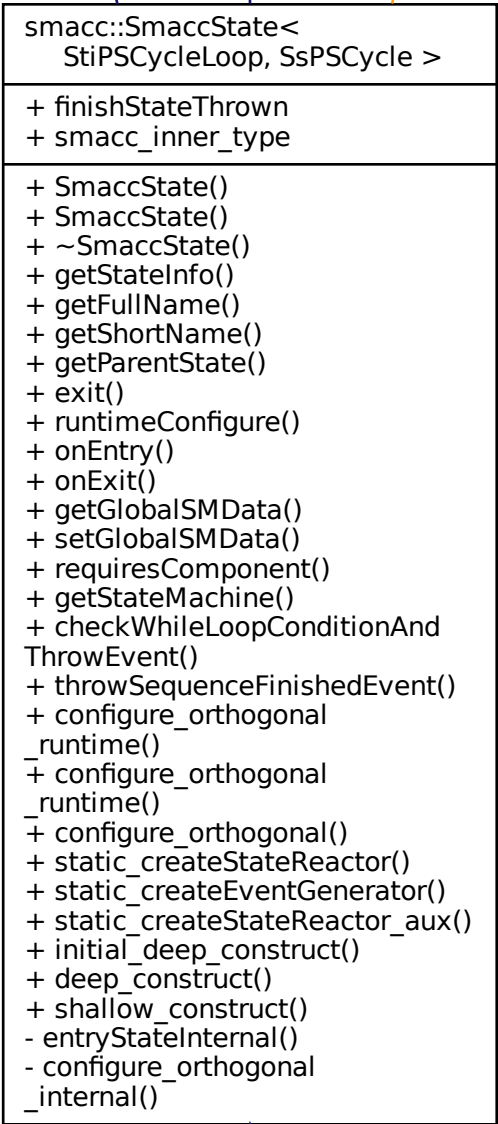 smacc::SmaccState<
StiPSCycleLoop, SsPSCycle >
+ finishStateThrown
+ smacc_inner_type
+ SmaccState()
+ SmaccState()
+ ~SmaccState()
+ getStateInfo()
+ getFullName()
+ getShortName()
+ getParentState()
+ exit()
+ runtimeConfigure()
+ onEntry()
+ onExit()
+ getGlobalSMData()
+ setGlobalSMData()
+ requiresComponent()
+ getStateMachine()
+ checkWhileLoopConditionAnd
ThrowEvent()
+ throwSequenceFinishedEvent()
+ configure_orthogonal
_runtime()
+ configure_orthogonal
_runtime()
+ configure_orthogonal()
+ static_createStateReactor()
+ static_createEventGenerator()
+ static_createStateReactor_aux()
+ initial_deep_construct()
+ deep_construct()
+ shallow_construct()
- entryStateInternal()
- configure_orthogonal
_internal()